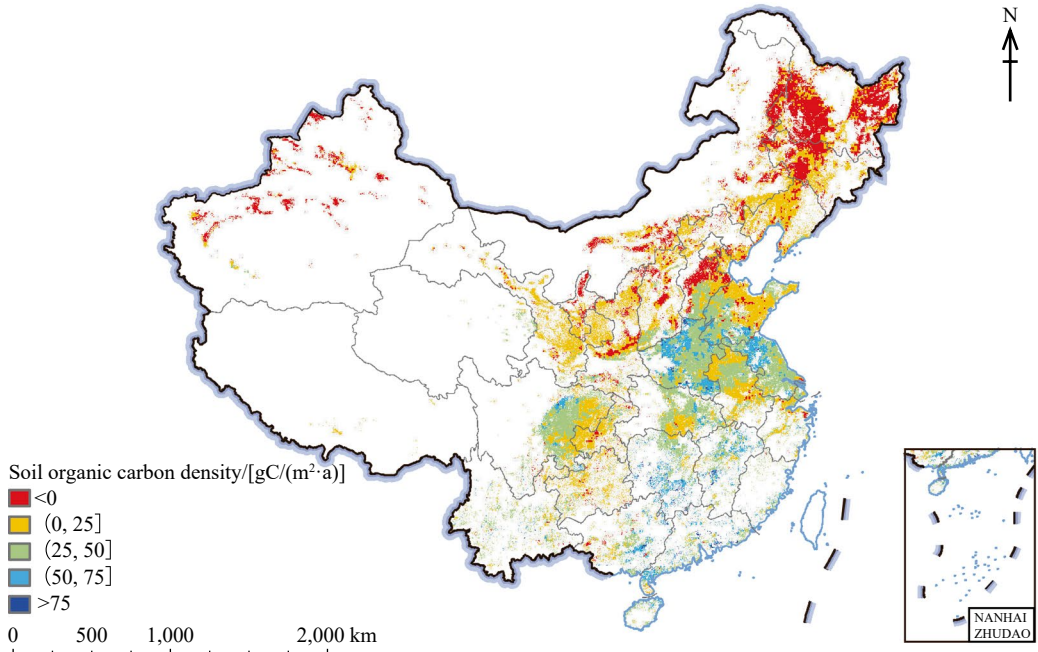 N
Soil organic carbon density/[gC/(m²·a)]
<0
（0, 25］
（25, 50］
（50, 75］
>75
0 500 1,000 2,000 km
NANHAI
ZHUDAO